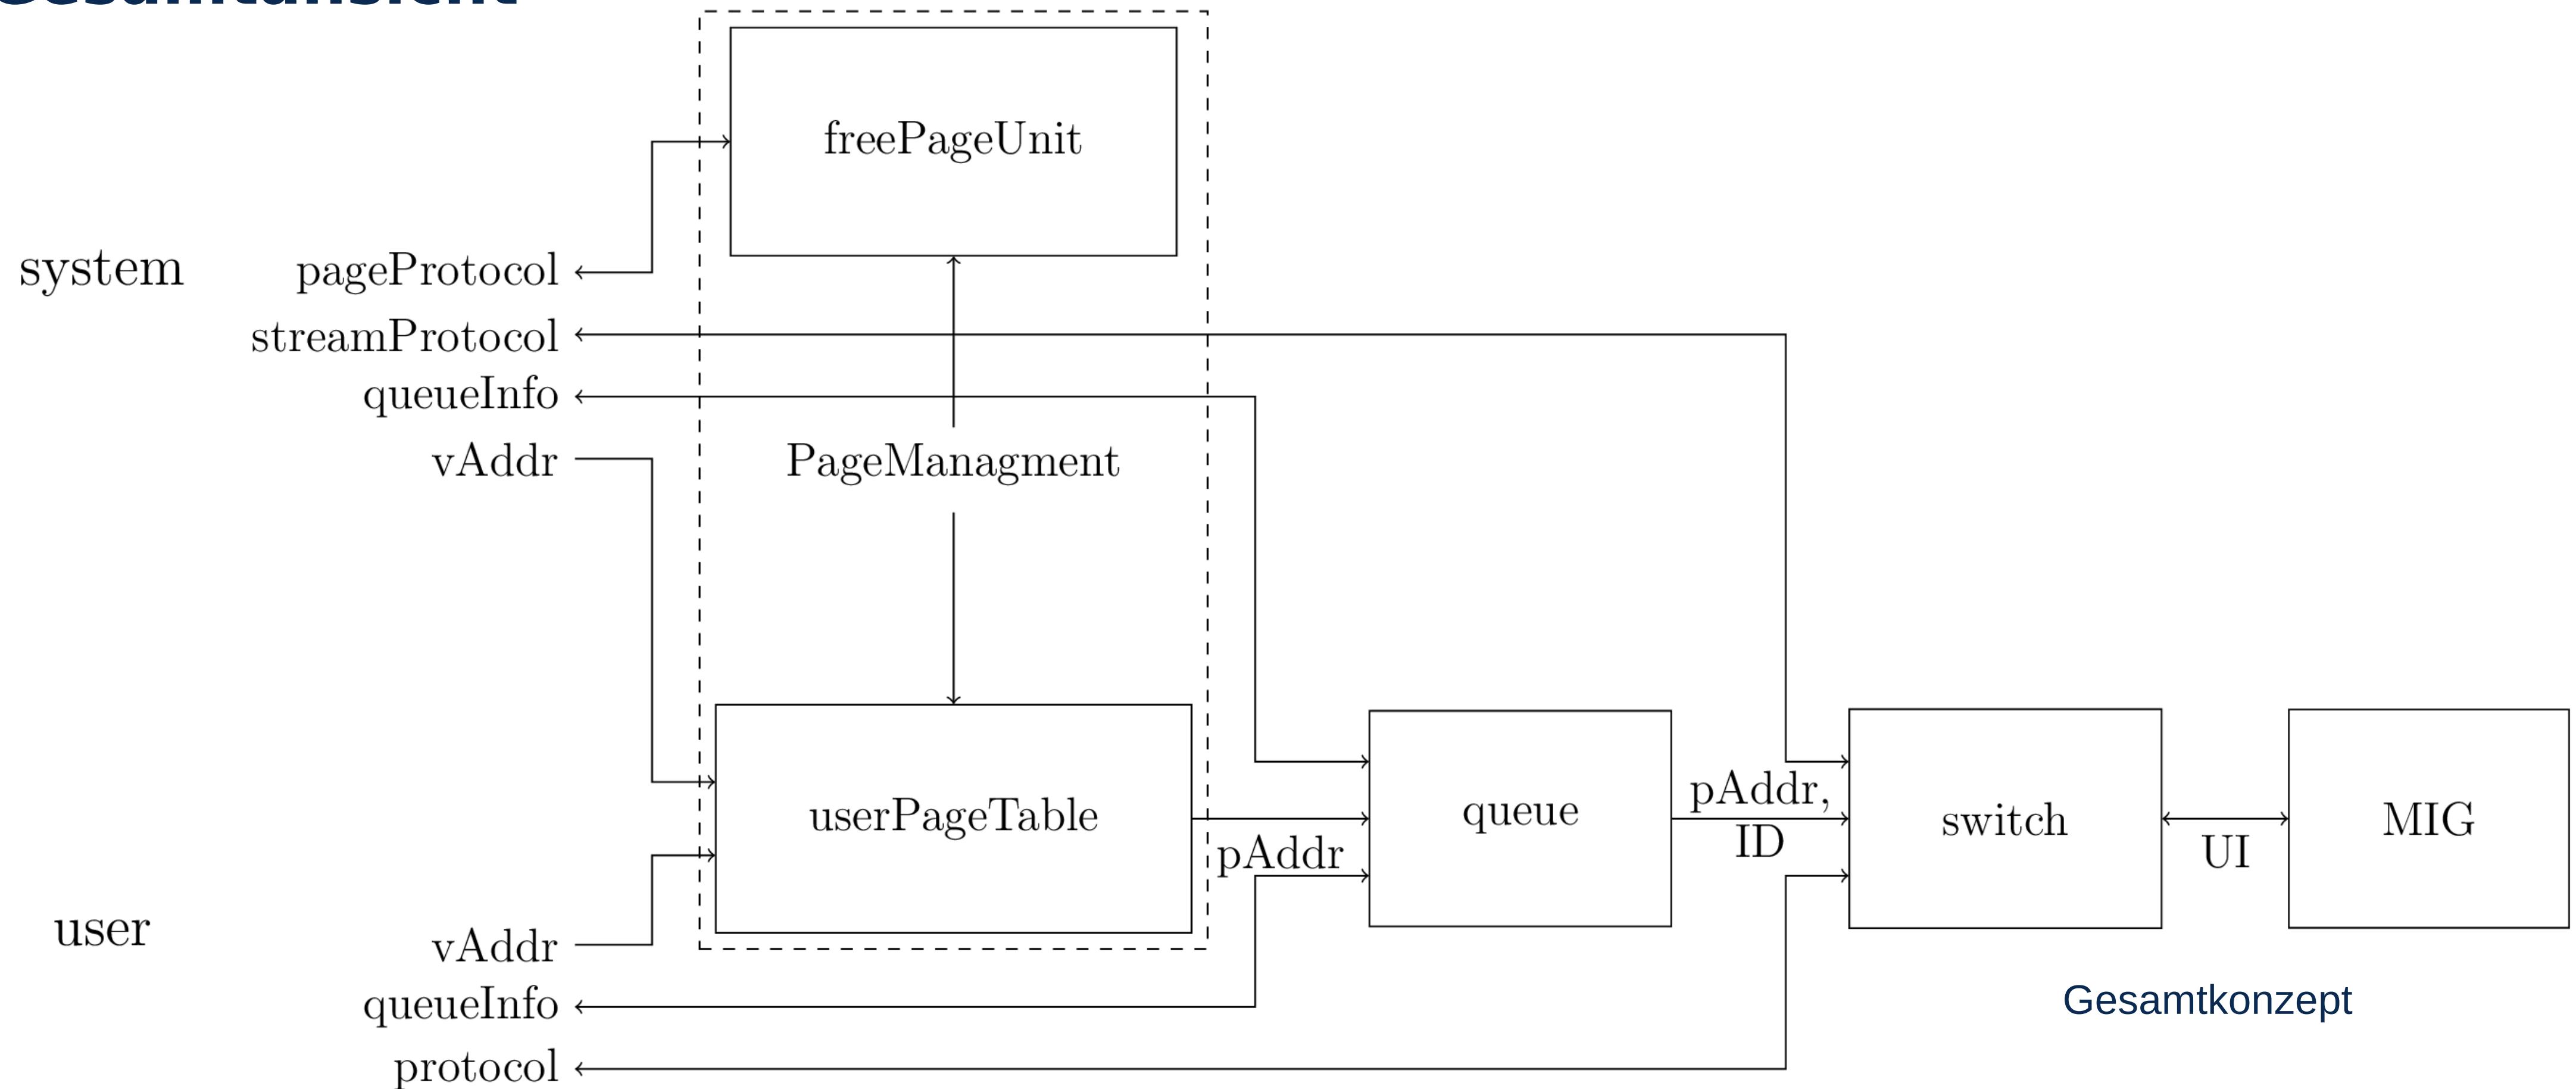 freePageUnit
system
pageProtocol
streamProtocol
queueInfo
vAddr
PageManagment
userPageTable
pAddr
queue
pAddr,
ID
switch
UI
MIG
user
vAddr
queueInfo
protocol
Gesamtkonzept